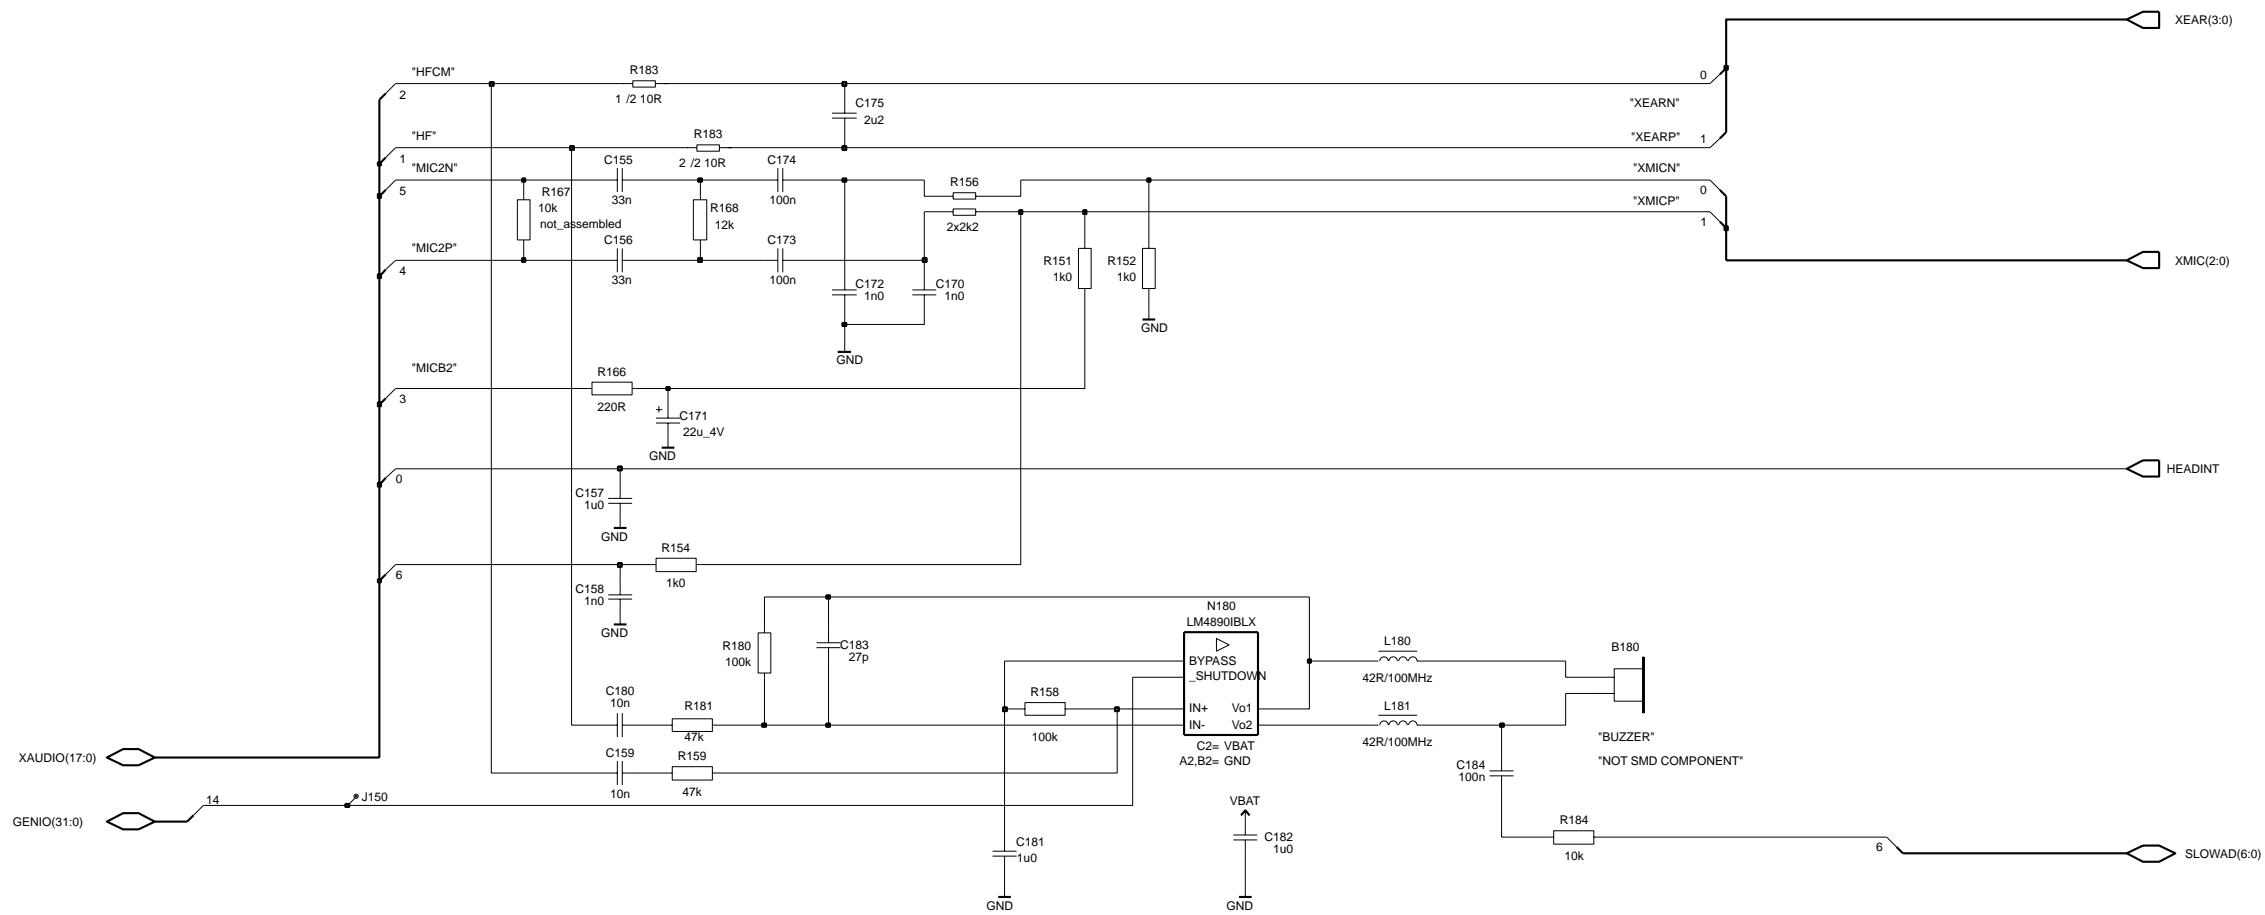 XEAR(3:0)
"HFCM"
2
R183
1 /2 10R
0
C175
2u2
"XEARN"
"HF"
1
R183
2 /2 10R
"XEARP"
1
"MIC2N"
5
C155
33n
C174
100n
R156
"XMICN"
0
R167
10k
not_assembled
R168
12k
2x2k2
"XMICP"
1
"MIC2P"
4
C156
33n
C173
100n
R151
1k0
R152
1k0
XMIC(2:0)
C172
1n0
C170
1n0
GND
GND
"MICB2"
3
R166
220R
+
C171
22u_4V
GND
0
HEADINT
C157
1u0
GND
6
R154
1k0
C158
1n0
GND
N180
LM4890IBLX
R180
100k
C183
27p
BYPASS
_SHUTDOWN
IN+
IN-
Vo1
Vo2
C2= VBAT
A2,B2= GND
L180
42R/100MHz
B180
R158
100k
L181
42R/100MHz
C180
10n
R181
47k
"BUZZER"
"NOT SMD COMPONENT"
C159
10n
R159
47k
C184
100n
XAUDIO(17:0)
14
J150
GENIO(31:0)
VBAT
C181
1u0
C182
1u0
R184
10k
6
SLOWAD(6:0)
GND
GND